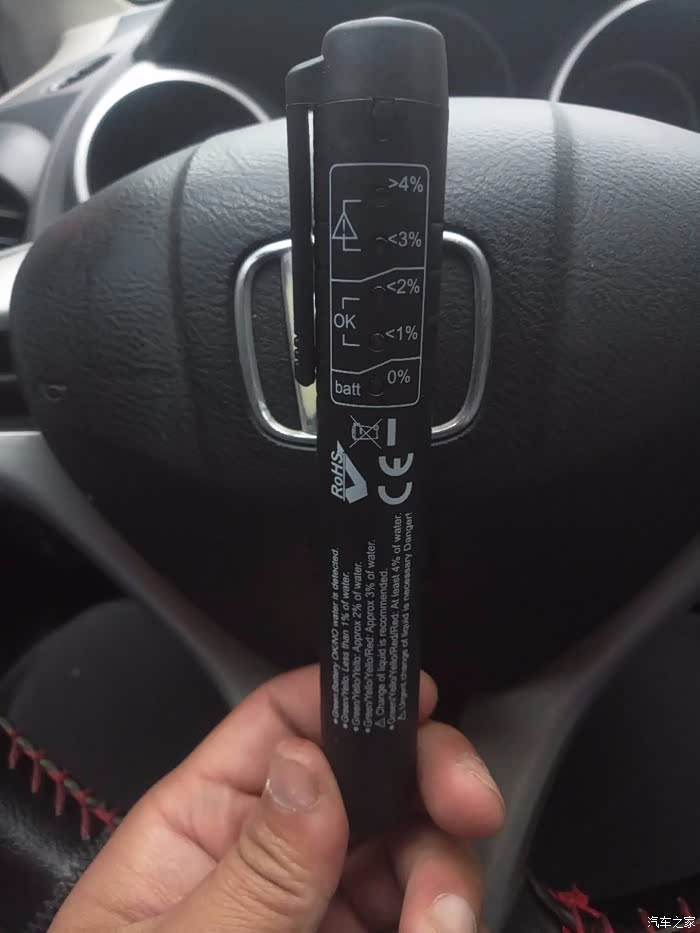 >4%
<3%
<2%
OK
<1%
batt
0%
RoHS
CE
•Green:Battery OK/NO water is detected.
•Green/Yello: Less than 1% of water.
•Green/Yello/Yello: Approx 2% of water.
•Green/Yello/Yello/Red: Approx 3% of water.
⚠ Change of liquid is recommended.
•Green/Yello/Yello/Red/Red: At least 4% of water.
⚠ Urgent change of liquid is necessary Danger!
汽车之家